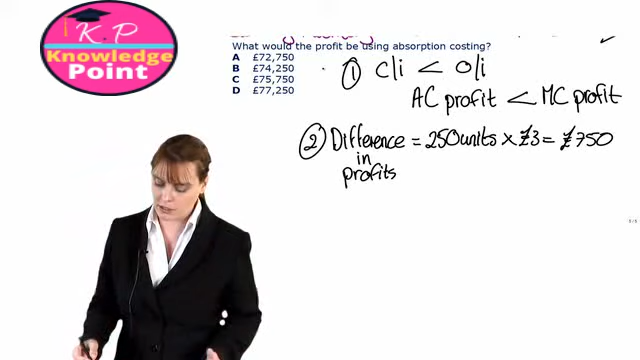 K.P
Knowledge
Point
What would the profit be using absorption costing?
A £72,750
B £74,250
C £75,750
D £77,250
① C/i < O/i
AC profit < MC profit
② Difference = 250 units × £3 = £750
in
profits